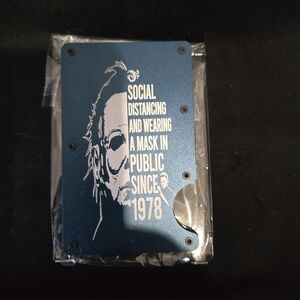 SOCIAL
DISTANCING
AND WEARING
A MASK IN
PUBLIC
SINCE
1978